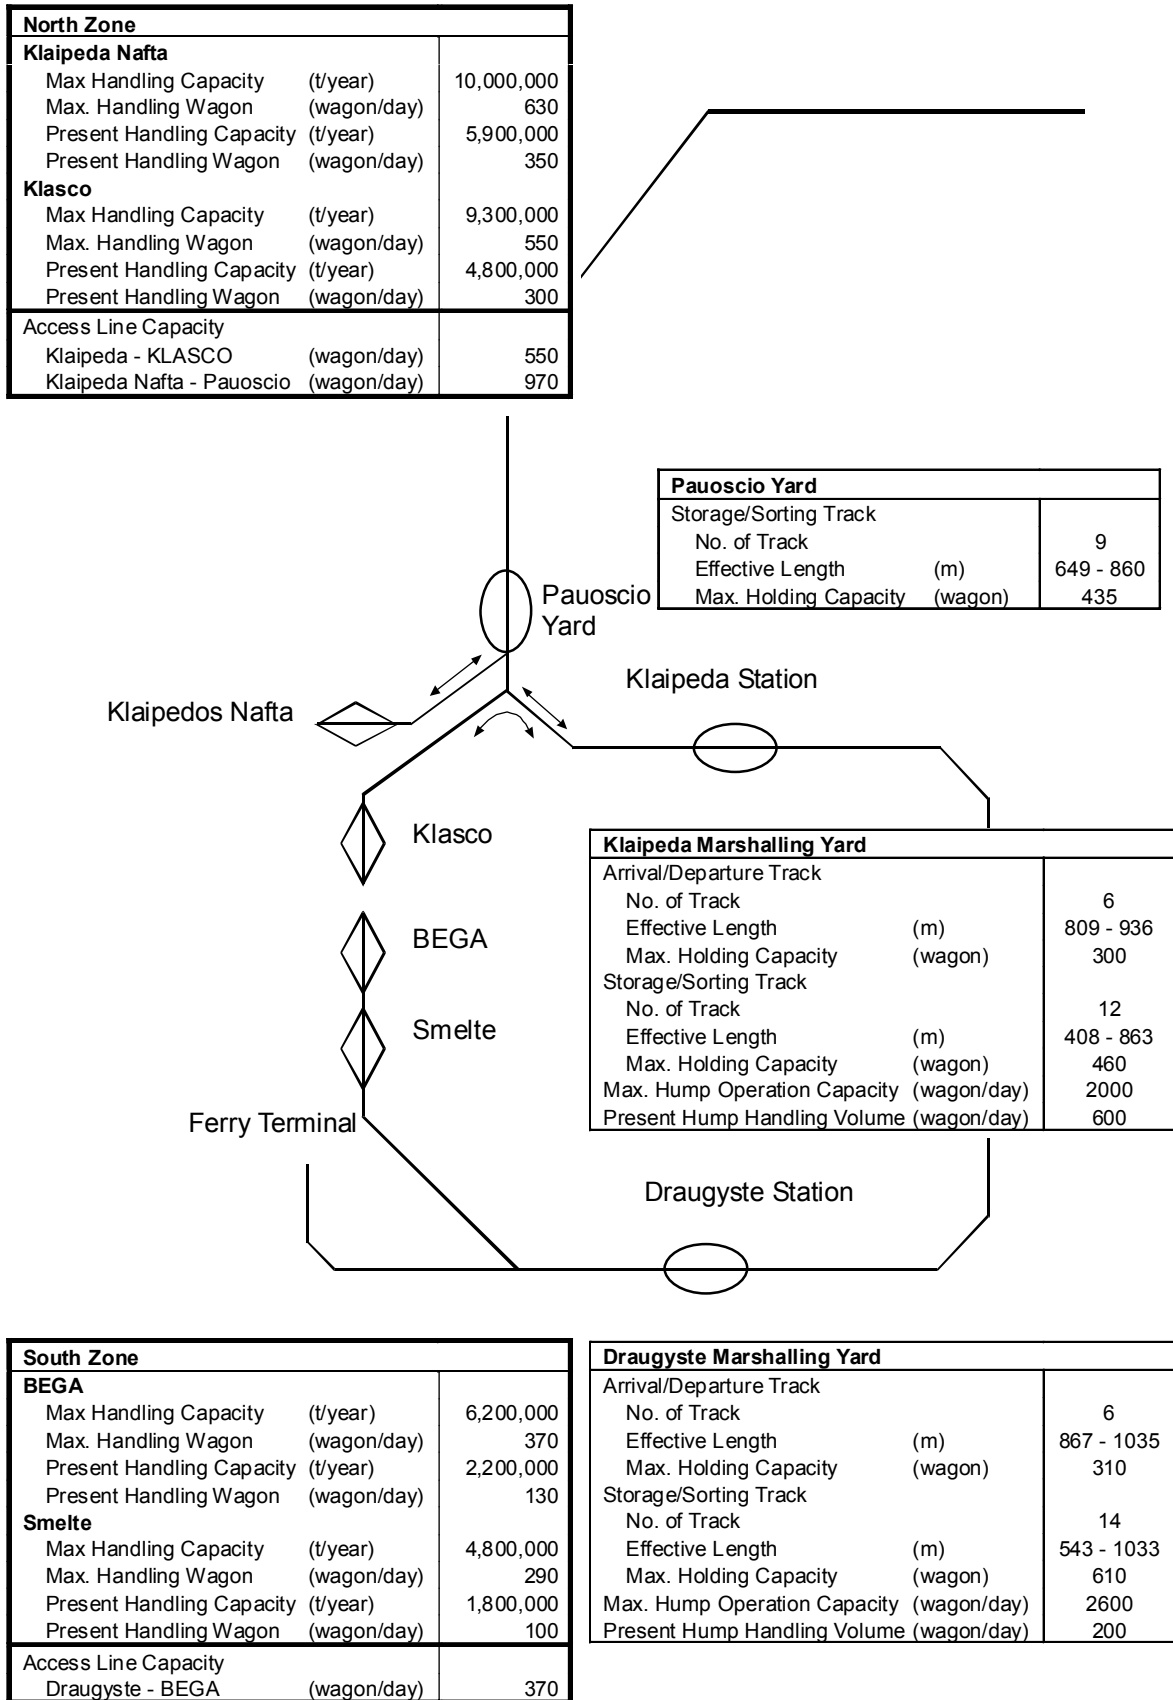 North Zone
Klaipeda Nafta
Max Handling Capacity (t/year) 10,000,000
Max. Handling Wagon (wagon/day) 630
Present Handling Capacity (t/year) 5,900,000
Present Handling Wagon (wagon/day) 350
Klasco
Max Handling Capacity (t/year) 9,300,000
Max. Handling Wagon (wagon/day) 550
Present Handling Capacity (t/year) 4,800,000
Present Handling Wagon (wagon/day) 300
Access Line Capacity
Klaipeda - KLASCO (wagon/day) 550
Klaipeda Nafta - Pauoscio (wagon/day) 970
Pauoscio Yard
Storage/Sorting Track
No. of Track 9
Effective Length (m) 649 - 860
Max. Holding Capacity (wagon) 435
Pauoscio
Yard
Klaipeda Station
Klaipedos Nafta
Klasco
BEGA
Smelte
Ferry Terminal
Klaipeda Marshalling Yard
Arrival/Departure Track
No. of Track 6
Effective Length (m) 809 - 936
Max. Holding Capacity (wagon) 300
Storage/Sorting Track
No. of Track 12
Effective Length (m) 408 - 863
Max. Holding Capacity (wagon) 460
Max. Hump Operation Capacity (wagon/day) 2000
Present Hump Handling Volume (wagon/day) 600
Draugyste Station
South Zone
BEGA
Max Handling Capacity (t/year) 6,200,000
Max. Handling Wagon (wagon/day) 370
Present Handling Capacity (t/year) 2,200,000
Present Handling Wagon (wagon/day) 130
Smelte
Max Handling Capacity (t/year) 4,800,000
Max. Handling Wagon (wagon/day) 290
Present Handling Capacity (t/year) 1,800,000
Present Handling Wagon (wagon/day) 100
Access Line Capacity
Draugyste - BEGA (wagon/day) 370
Draugyste Marshalling Yard
Arrival/Departure Track
No. of Track 6
Effective Length (m) 867 - 1035
Max. Holding Capacity (wagon) 310
Storage/Sorting Track
No. of Track 14
Effective Length (m) 543 - 1033
Max. Holding Capacity (wagon) 610
Max. Hump Operation Capacity (wagon/day) 2600
Present Hump Handling Volume (wagon/day) 200